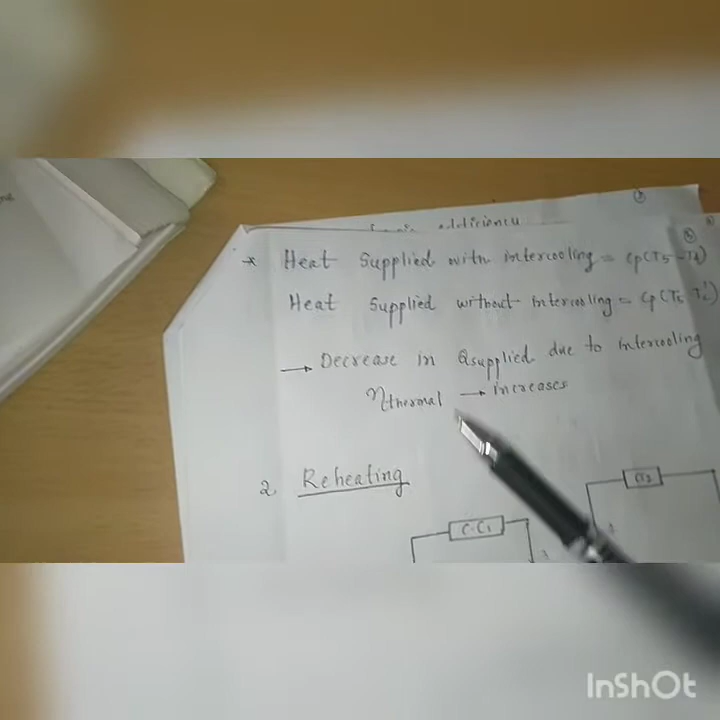 * Heat Supplied with intercooling = Cp(T5-T4)
Heat Supplied without intercooling = Cp(T5-T2')
→ Decrease in Qsupplied due to intercooling
ηthermal → increases
2. Reheating
C.C1
InShOt